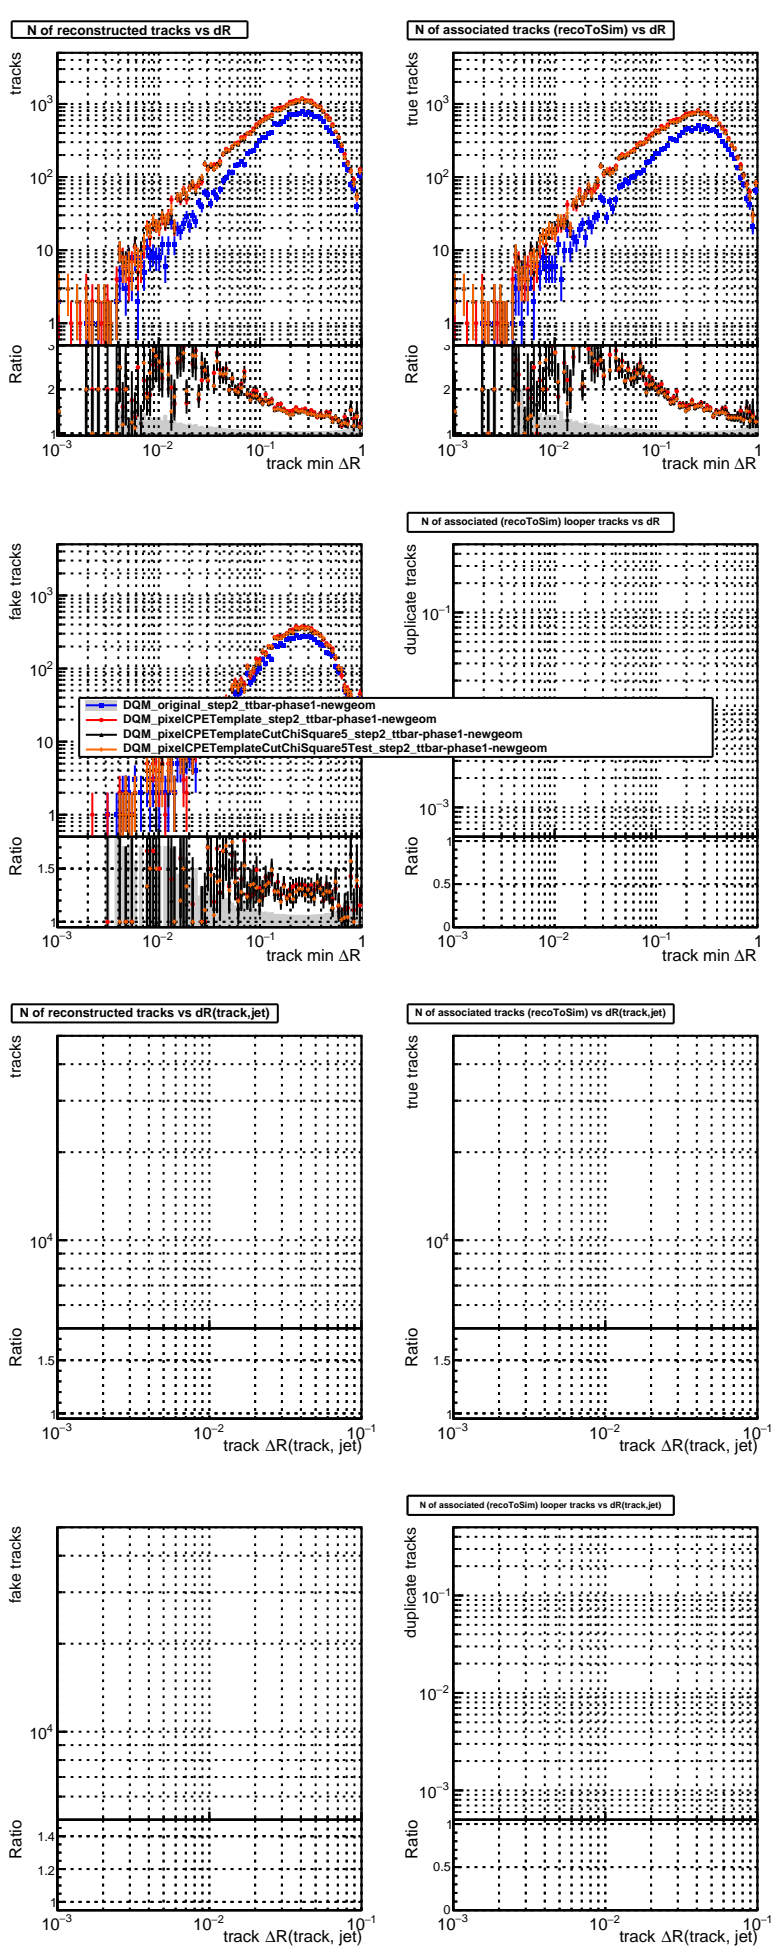 N of reconstructed tracks vs dR
tracks
10³
10²
10
1
Ratio
3
2
1
10⁻³
10⁻²
10⁻¹
1
track min ΔR
N of associated tracks (recoToSim) vs dR
true tracks
10³
10²
10
1
Ratio
3
2
1
10⁻³
10⁻²
10⁻¹
1
track min ΔR
fake tracks
10³
10²
10
1
Ratio
1.5
1
10⁻³
10⁻²
10⁻¹
1
track min ΔR
N of associated (recoToSim) looper tracks vs dR
duplicate tracks
10⁻¹
10⁻³
Ratio
1
0.5
0
10⁻³
10⁻²
10⁻¹
1
track min ΔR
DQM_original_step2_ttbar-phase1-newgeom
DQM_pixelCPETemplate_step2_ttbar-phase1-newgeom
DQM_pixelCPETemplateCutChiSquare5_step2_ttbar-phase1-newgeom
DQM_pixelCPETemplateCutChiSquare5Test_step2_ttbar-phase1-newgeom
N of reconstructed tracks vs dR(track,jet)
tracks
10⁴
Ratio
1.5
1
10⁻³
10⁻²
10⁻¹
track ΔR(track, jet)
N of associated tracks (recoToSim) vs dR(track,jet)
true tracks
10⁴
Ratio
1.5
1
10⁻³
10⁻²
10⁻¹
track ΔR(track, jet)
fake tracks
10⁴
Ratio
1.4
1.2
1
10⁻³
10⁻²
10⁻¹
track ΔR(track, jet)
N of associated (recoToSim) looper tracks vs dR(track,jet)
duplicate tracks
10⁻¹
10⁻²
10⁻³
Ratio
1
0.5
0
10⁻³
10⁻²
10⁻¹
track ΔR(track, jet)